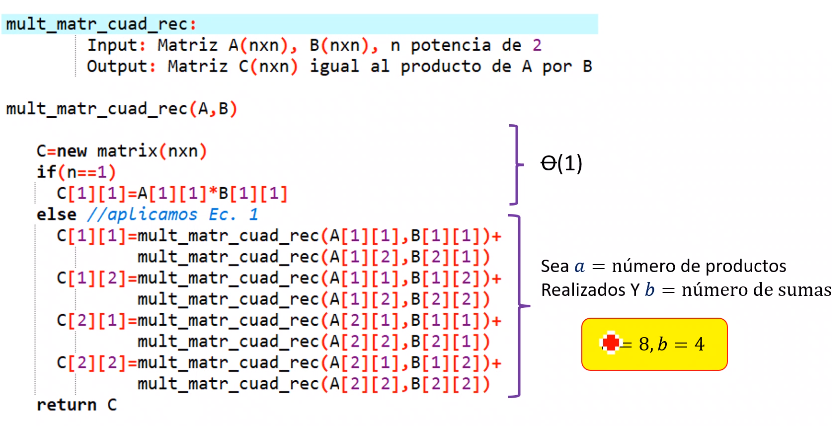 mult_matr_cuad_rec:
Input: Matriz A(nxn), B(nxn), n potencia de 2
Output: Matriz C(nxn) igual al producto de A por B
mult_matr_cuad_rec(A,B)
C=new matrix(nxn)
if(n==1)
C[1][1]=A[1][1]*B[1][1]
else //aplicamos Ec. 1
C[1][1]=mult_matr_cuad_rec(A[1][1],B[1][1])+
mult_matr_cuad_rec(A[1][2],B[2][1])
C[1][2]=mult_matr_cuad_rec(A[1][1],B[1][2])+
mult_matr_cuad_rec(A[1][2],B[2][2])
C[2][1]=mult_matr_cuad_rec(A[2][1],B[1][1])+
mult_matr_cuad_rec(A[2][2],B[2][1])
C[2][2]=mult_matr_cuad_rec(A[2][1],B[1][2])+
mult_matr_cuad_rec(A[2][2],B[2][2])
return C
Ɵ(1)
Sea a = número de productos
Realizados Y b = número de sumas
= 8, b = 4